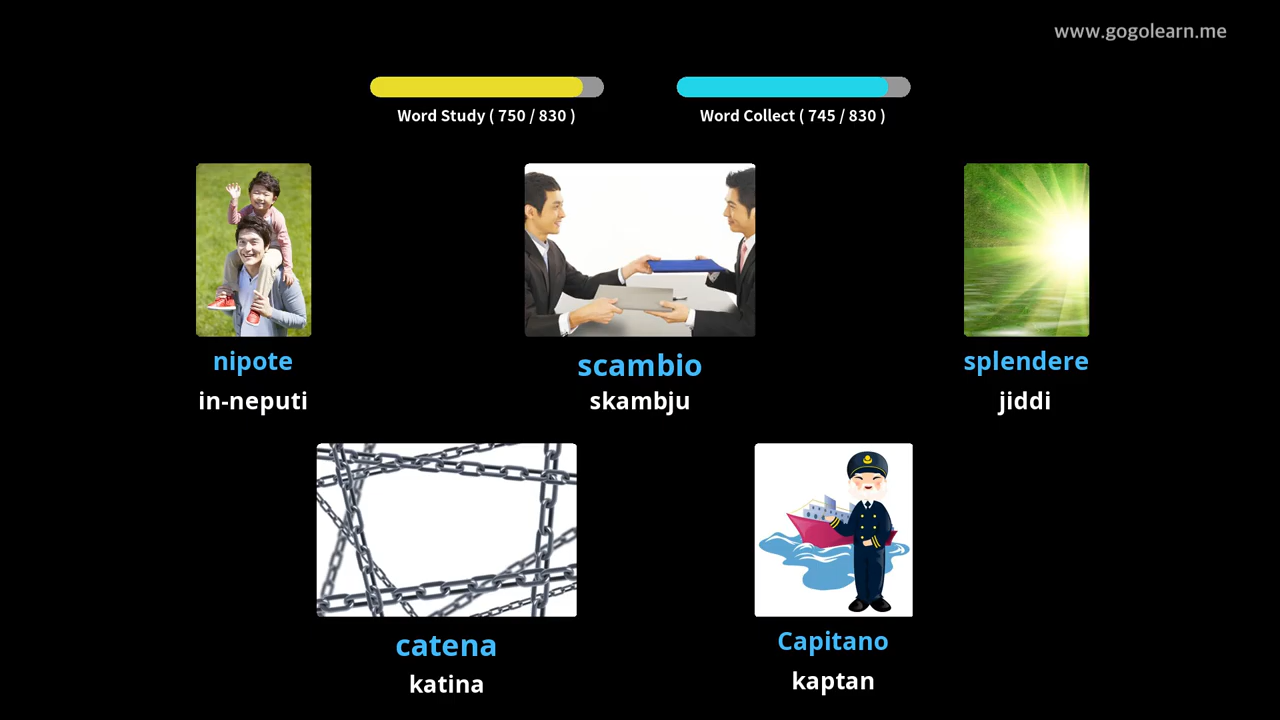 www.gogolearn.me
Word Study ( 750 / 830 )
Word Collect ( 745 / 830 )
nipote
in-neputi
scambio
skambju
splendere
jiddi
catena
katina
Capitano
kaptan